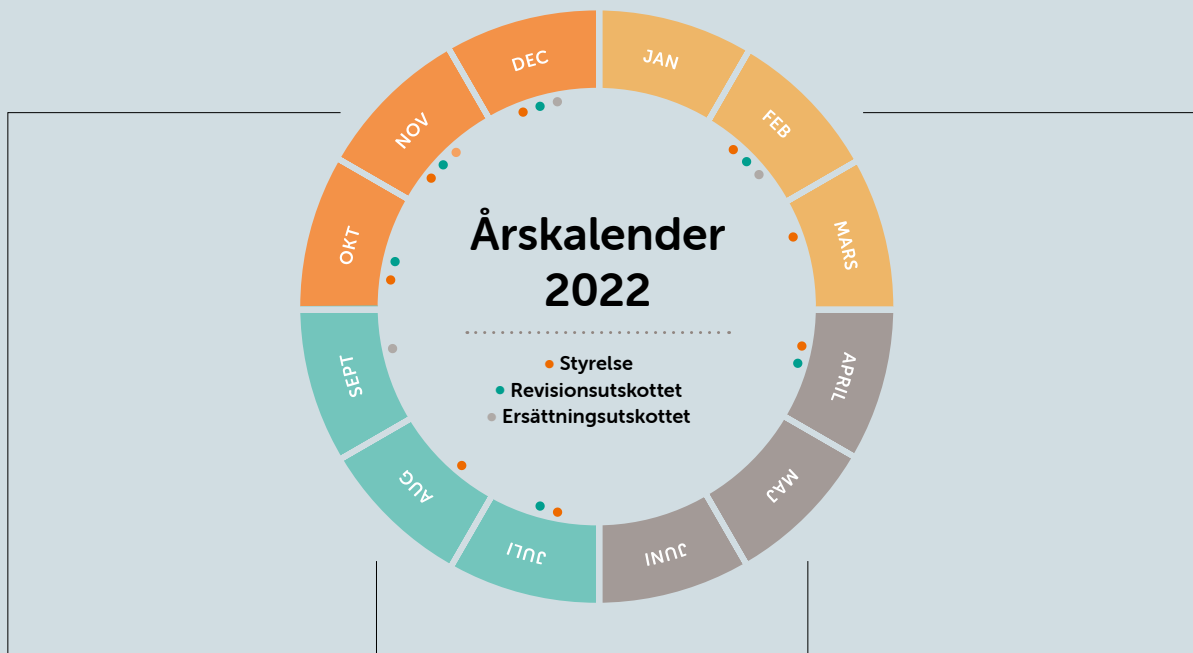 Årskalender
2022
Styrelse
Revisionsutskottet
Ersättningsutskottet
JAN
FEB
MARS
APRIL
MAJ
JUNI
JULI
AUG
SEPT
OKT
NOV
DEC